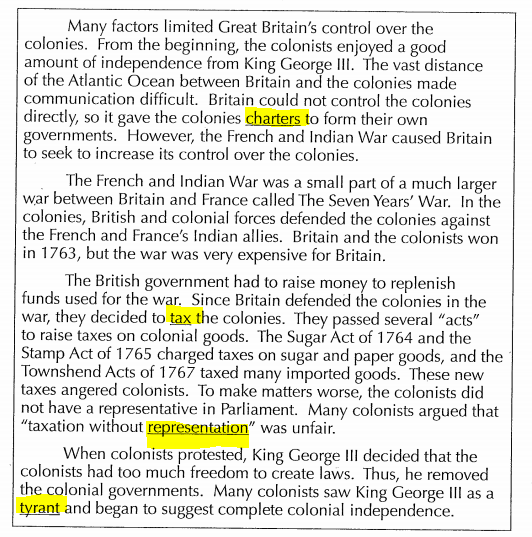 Many factors limited Great Britain's control over the
colonies. From the beginning, the colonists enjoyed a good
amount of independence from King George III. The vast distance
of the Atlantic Ocean between Britain and the colonies made
communication difficult. Britain could not control the colonies
directly, so it gave the colonies charters to form their own
governments. However, the French and Indian War caused Britain
to seek to increase its control over the colonies.
The French and Indian War was a small part of a much larger
war between Britain and France called The Seven Years' War. In the
colonies, British and colonial forces defended the colonies against
the French and France's Indian allies. Britain and the colonists won
in 1763, but the war was very expensive for Britain.
The British government had to raise money to replenish
funds used for the war. Since Britain defended the colonies in the
war, they decided to tax the colonies. They passed several "acts"
to raise taxes on colonial goods. The Sugar Act of 1764 and the
Stamp Act of 1765 charged taxes on sugar and paper goods, and the
Townshend Acts of 1767 taxed many imported goods. These new
taxes angered colonists. To make matters worse, the colonists did
not have a representative in Parliament. Many colonists argued that
"taxation without representation" was unfair.
When colonists protested, King George III decided that the
colonists had too much freedom to create laws. Thus, he removed
the colonial governments. Many colonists saw King George III as a
tyrant and began to suggest complete colonial independence.